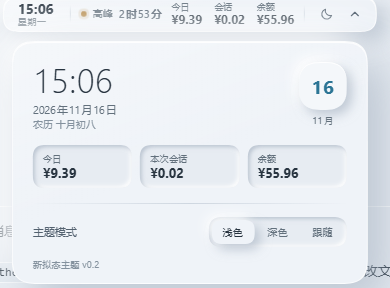 15:06
星期一
高峰 2时53分
今日
¥9.39
会话
¥0.02
余额
¥55.96
15:06
2026年11月16日
农历 十月初八
16
11月
今日
¥9.39
本次会话
¥0.02
余额
¥55.96
主题模式
浅色 深色 跟随
新拟态主题 v0.2
改文